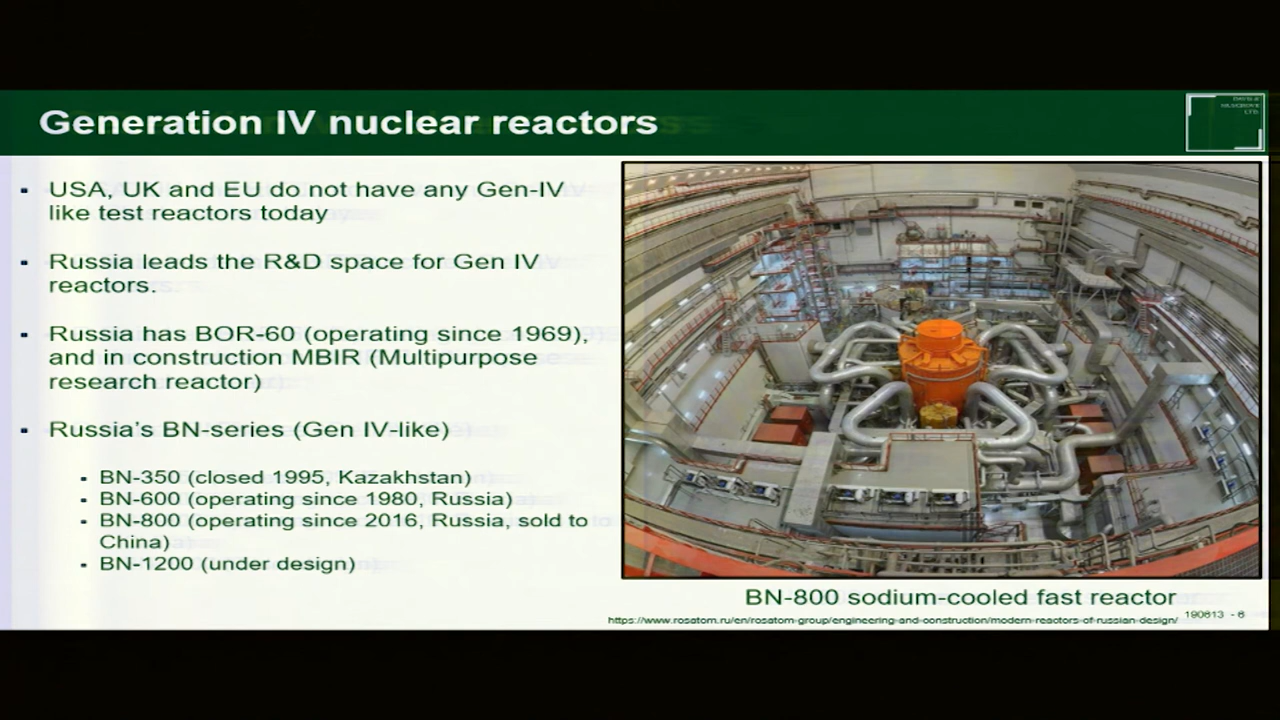 Generation IV nuclear reactors
▪ USA, UK and EU do not have any Gen-IV
like test reactors today
▪ Russia leads the R&D space for Gen IV
reactors.
▪ Russia has BOR-60 (operating since 1969),
and in construction MBIR (Multipurpose
research reactor)
▪ Russia's BN-series (Gen IV-like)
▪ BN-350 (closed 1995, Kazakhstan)
▪ BN-600 (operating since 1980, Russia)
▪ BN-800 (operating since 2016, Russia, sold to
China)
▪ BN-1200 (under design)
BN-800 sodium-cooled fast reactor
https://www.rosatom.ru/en/rosatom-group/engineering-and-construction/modern-reactors-of-russian-design/
190613 - 6